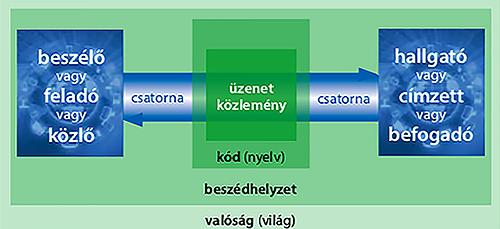 beszélő
vagy
feladó
vagy
közlő
csatorna
üzenet
közlemény
csatorna
hallgató
vagy
címzett
vagy
befogadó
kód (nyelv)
beszédhelyzet
valóság (világ)